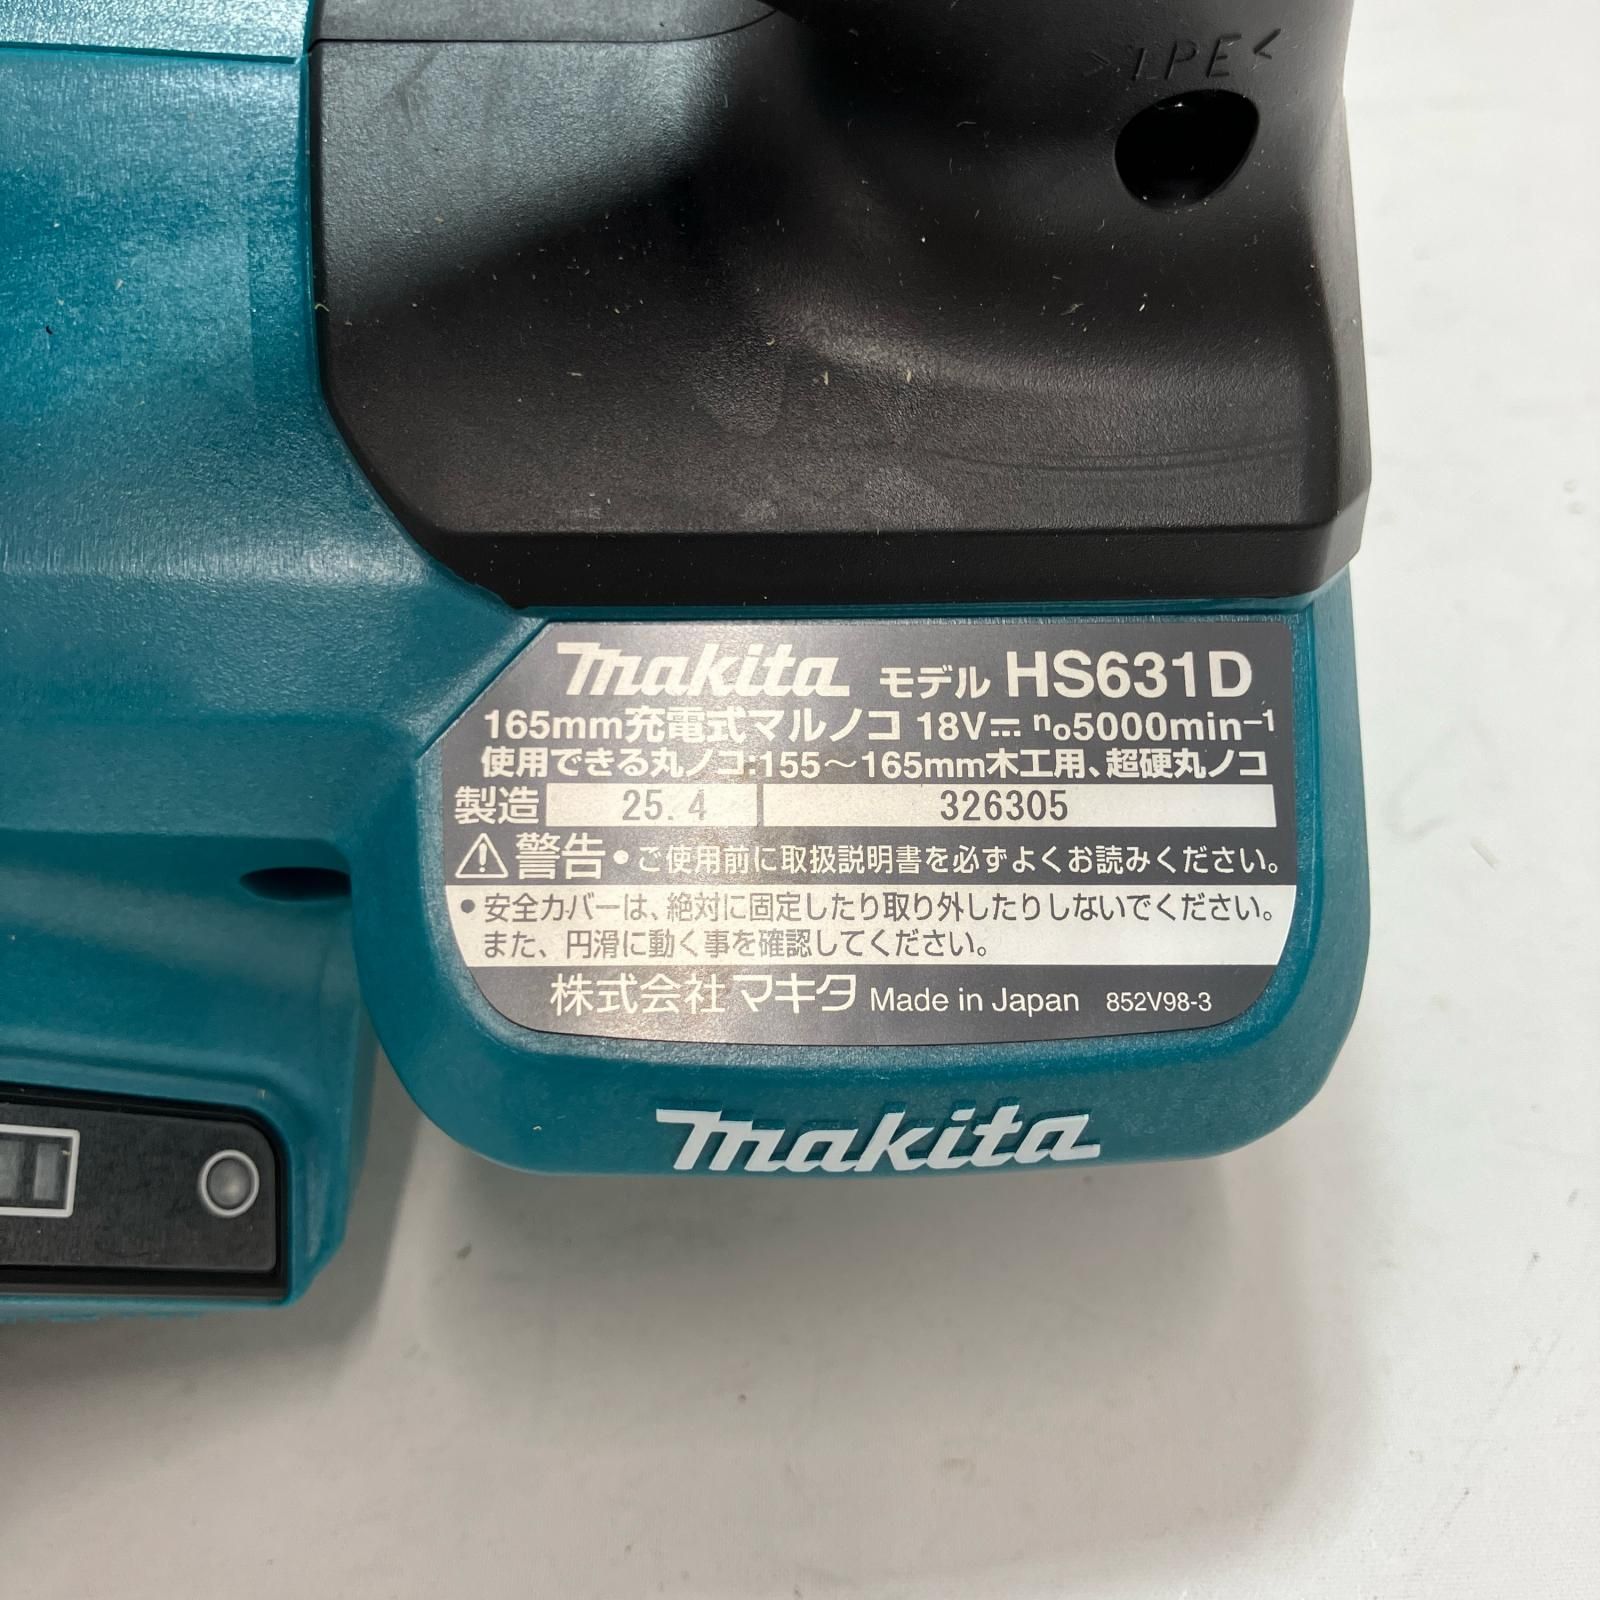 >TPE<
makita モデル HS631D
165mm充電式マルノコ 18V⎓ n₀5000min⁻¹
使用できる丸ノコ:155～165mm木工用、超硬丸ノコ
製造 25.4 326305
⚠警告•ご使用前に取扱説明書を必ずよくお読みください。
•安全カバーは、絶対に固定したり取り外したりしないでください。
また、円滑に動く事を確認してください。
株式会社マキタ Made in Japan 852V98-3
makita